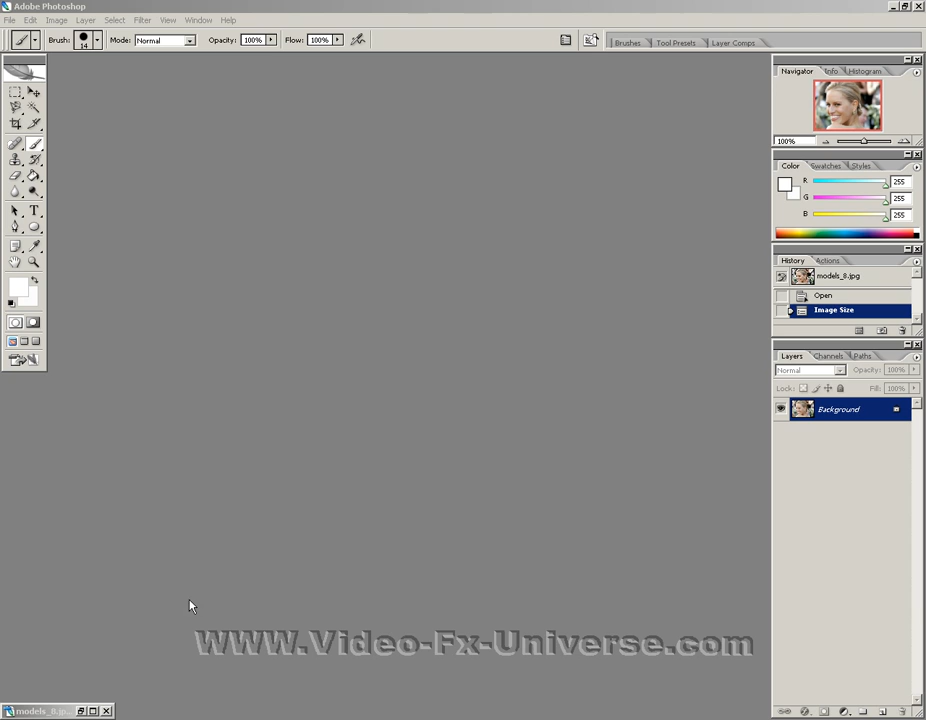 Adobe Photoshop
File Edit Image Layer Select Filter View Window Help
Brush: 14 Mode: Normal Opacity: 100% Flow: 100% Brushes Tool Presets Layer Comps
Navigator Info Histogram
100%
Color Swatches Styles
R 255
G 255
B 255
History Actions
models_8.jpg
Open
Image Size
Layers Channels Paths
Normal Opacity: 100%
Lock: Fill: 100%
Background
WWW.Video-Fx-Universe.com
models_8.jp...